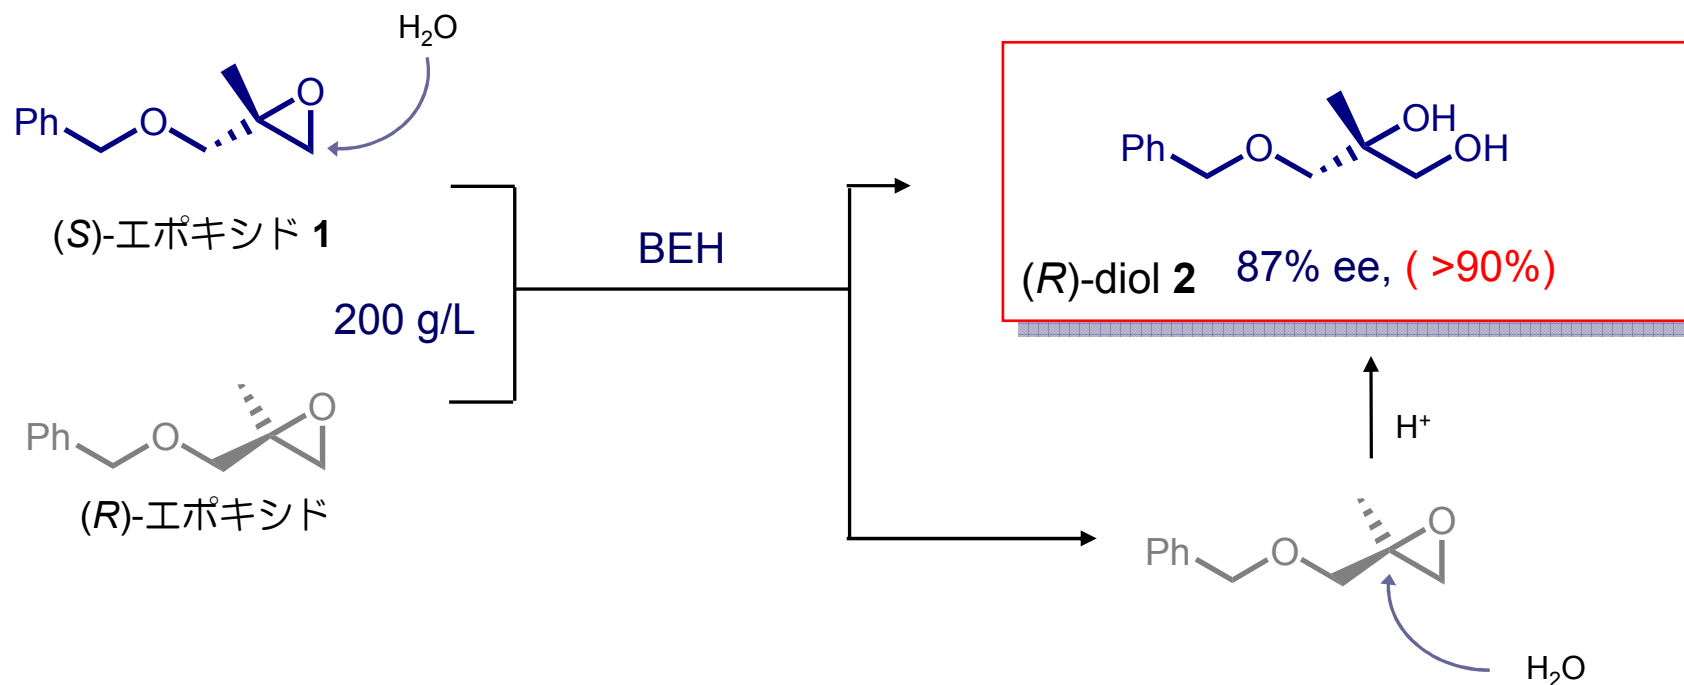 H₂O
Ph O O
(S)-エポキシド 1
200 g/L
Ph O O
(R)-エポキシド
BEH
Ph O OH OH
(R)-diol 2 87% ee, ( >90%)
H⁺
Ph O O
H₂O